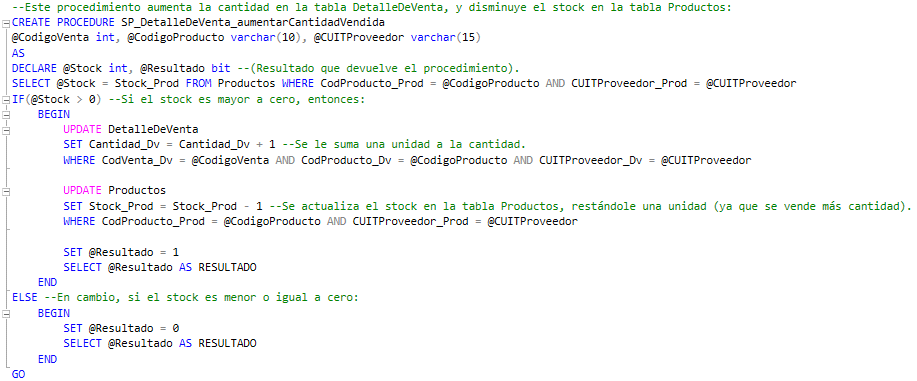 --Este procedimiento aumenta la cantidad en la tabla DetalleDeVenta, y disminuye el stock en la tabla Productos:
CREATE PROCEDURE SP_DetalleDeVenta_aumentarCantidadVendida
@CodigoVenta int, @CodigoProducto varchar(10), @CUITProveedor varchar(15)
AS
DECLARE @Stock int, @Resultado bit --(Resultado que devuelve el procedimiento).
SELECT @Stock = Stock_Prod FROM Productos WHERE CodProducto_Prod = @CodigoProducto AND CUITProveedor_Prod = @CUITProveedor
IF(@Stock > 0) --Si el stock es mayor a cero, entonces:
BEGIN
UPDATE DetalleDeVenta
SET Cantidad_Dv = Cantidad_Dv + 1 --Se le suma una unidad a la cantidad.
WHERE CodVenta_Dv = @CodigoVenta AND CodProducto_Dv = @CodigoProducto AND CUITProveedor_Dv = @CUITProveedor
UPDATE Productos
SET Stock_Prod = Stock_Prod - 1 --Se actualiza el stock en la tabla Productos, restándole una unidad (ya que se vende más cantidad).
WHERE CodProducto_Prod = @CodigoProducto AND CUITProveedor_Prod = @CUITProveedor
SET @Resultado = 1
SELECT @Resultado AS RESULTADO
END
ELSE --En cambio, si el stock es menor o igual a cero:
BEGIN
SET @Resultado = 0
SELECT @Resultado AS RESULTADO
END
GO